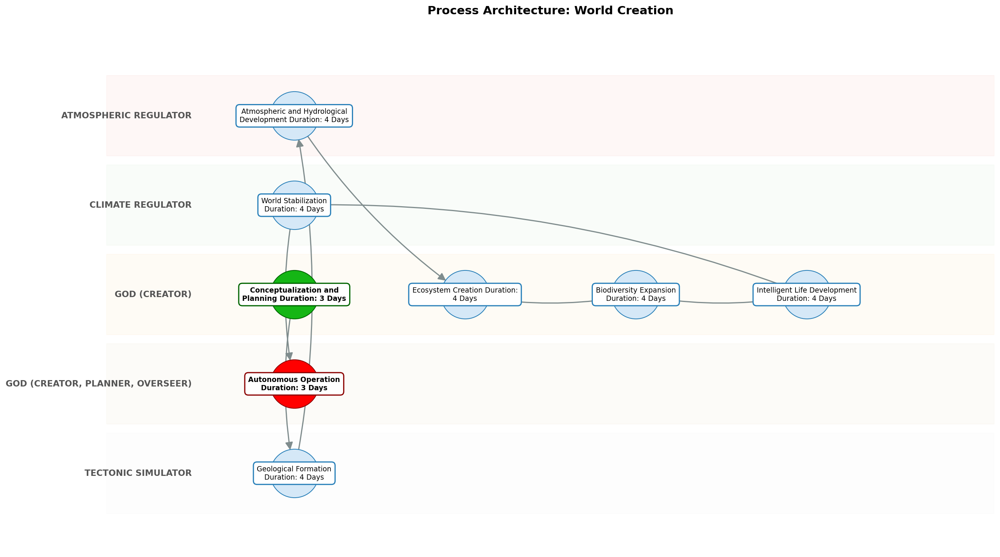 Process Architecture: World Creation
ATMOSPHERIC REGULATOR
Atmospheric and Hydrological
Development Duration: 4 Days
CLIMATE REGULATOR
World Stabilization
Duration: 4 Days
GOD (CREATOR)
Conceptualization and
Planning Duration: 3 Days
Ecosystem Creation Duration:
4 Days
Biodiversity Expansion
Duration: 4 Days
Intelligent Life Development
Duration: 4 Days
GOD (CREATOR, PLANNER, OVERSEER)
Autonomous Operation
Duration: 3 Days
TECTONIC SIMULATOR
Geological Formation
Duration: 4 Days